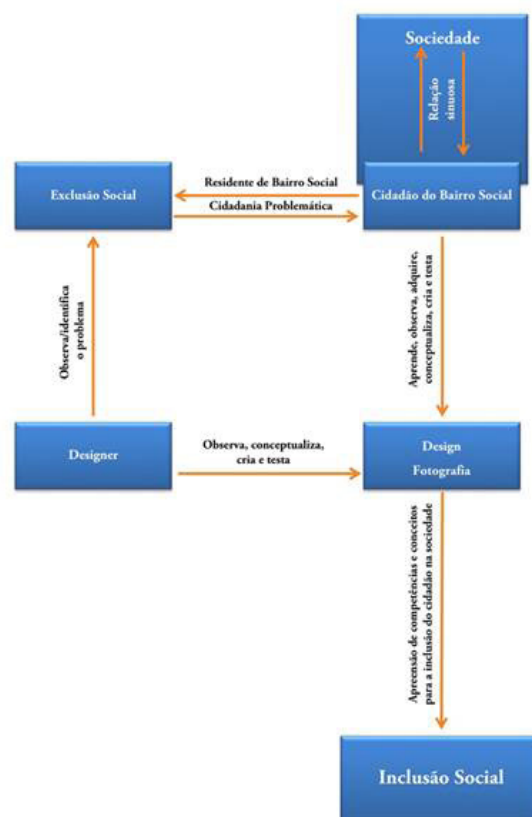 Sociedade
Relação
sinuosa
Residente de Bairro Social
Exclusão Social
Cidadão do Bairro Social
Cidadania Problemática
Observa/identifica
o problema
Aprende, observa, adquire,
conceptualiza, cria e testa
Designer
Observa, conceptualiza,
cria e testa
Design
Fotografia
Apreensão de competências e conceitos
para a inclusão do cidadão na sociedade
Inclusão Social